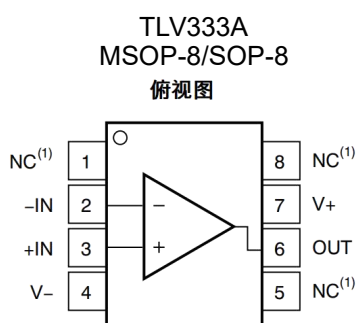 TLV333A
MSOP-8/SOP-8
俯视图
NC(1) 1
-IN 2
+IN 3
V- 4
8 NC(1)
7 V+
6 OUT
5 NC(1)
− +